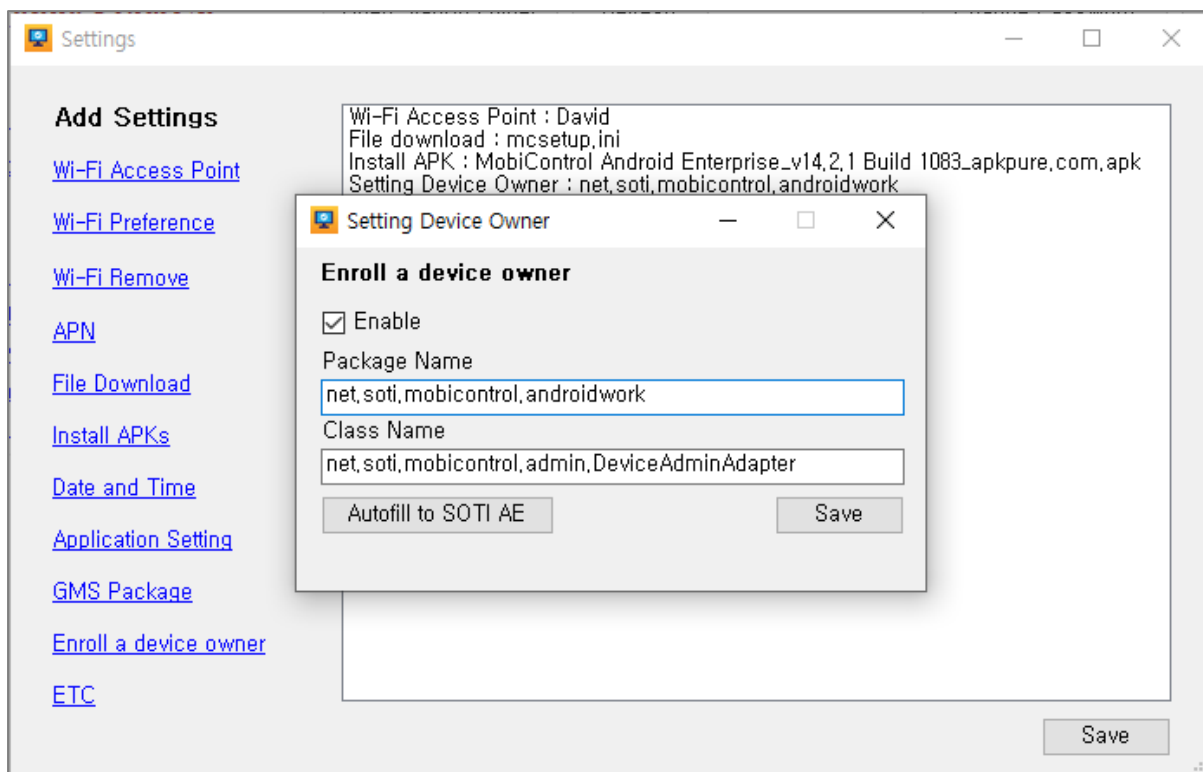 Settings
Add Settings
Wi-Fi Access Point
Wi-Fi Preference
Wi-Fi Remove
APN
File Download
Install APKs
Date and Time
Application Setting
GMS Package
Enroll a device owner
ETC
Wi-Fi Access Point : David
File download : mcsetup.ini
Install APK : MobiControl Android Enterprise_v14.2.1 Build 1083_apkpure.com.apk
Setting Device Owner : net.soti.mobicontrol.androidwork
Setting Device Owner
Enroll a device owner
Enable
Package Name
net.soti.mobicontrol.androidwork
Class Name
net.soti.mobicontrol.admin.DeviceAdminAdapter
Autofill to SOTI AE
Save
Save